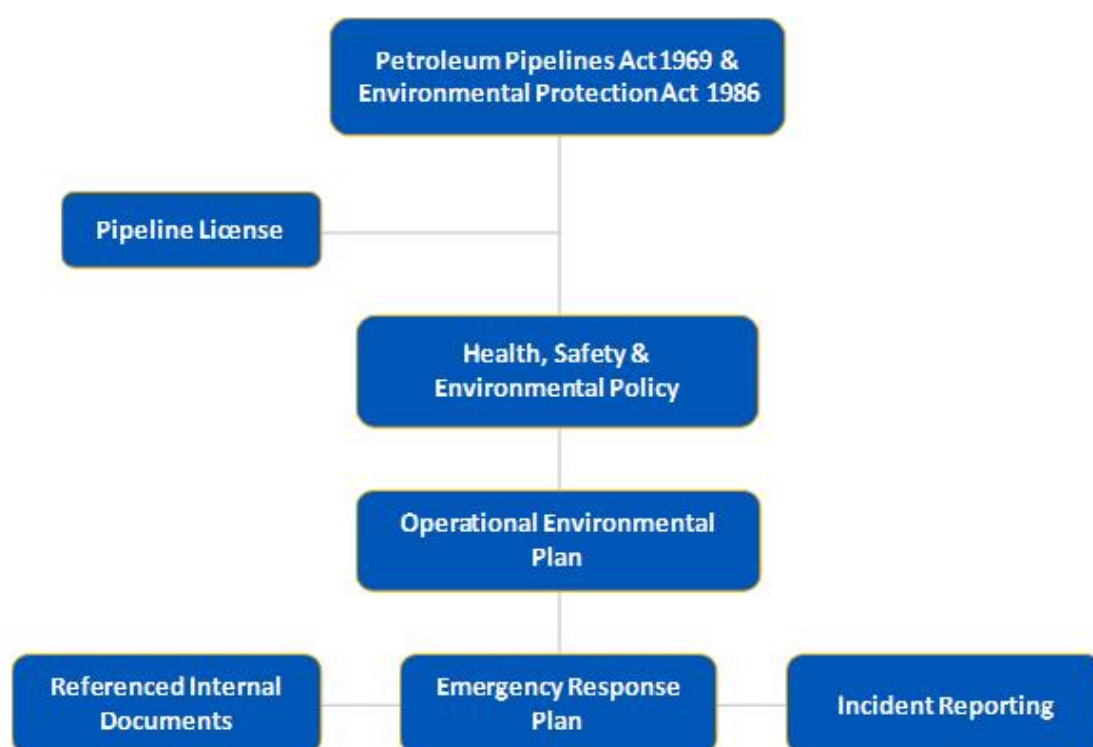 Petroleum Pipelines Act 1969 &
Environmental Protection Act 1986
Pipeline License
Health, Safety &
Environmental Policy
Operational Environmental
Plan
Referenced Internal
Documents
Emergency Response
Plan
Incident Reporting